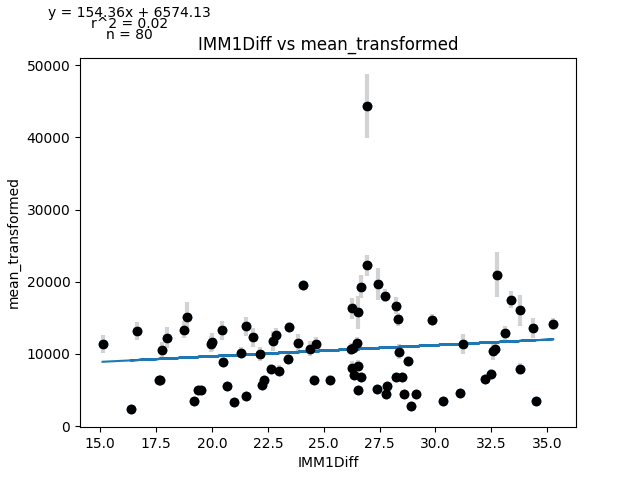 y = 154.36x + 6574.13
r^2 = 0.02
n = 80
IMM1Diff vs mean_transformed
50000
40000
30000
20000
10000
0
mean_transformed
15.0 17.5 20.0 22.5 25.0 27.5 30.0 32.5 35.0
IMM1Diff